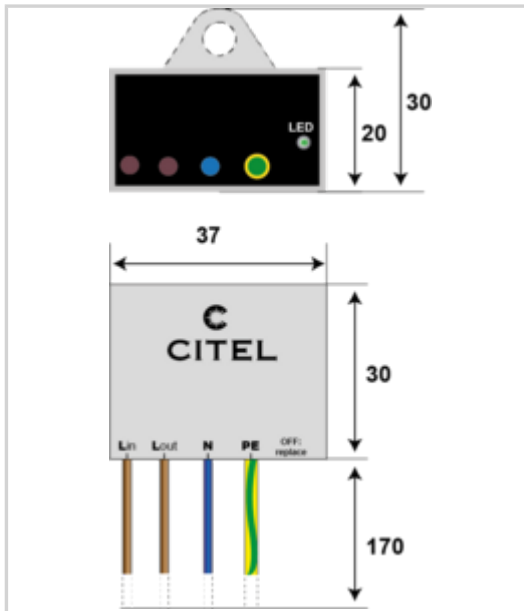 LED
20
30
37
C
CITEL
30
Lin Lout N PE OFF:
replace
170